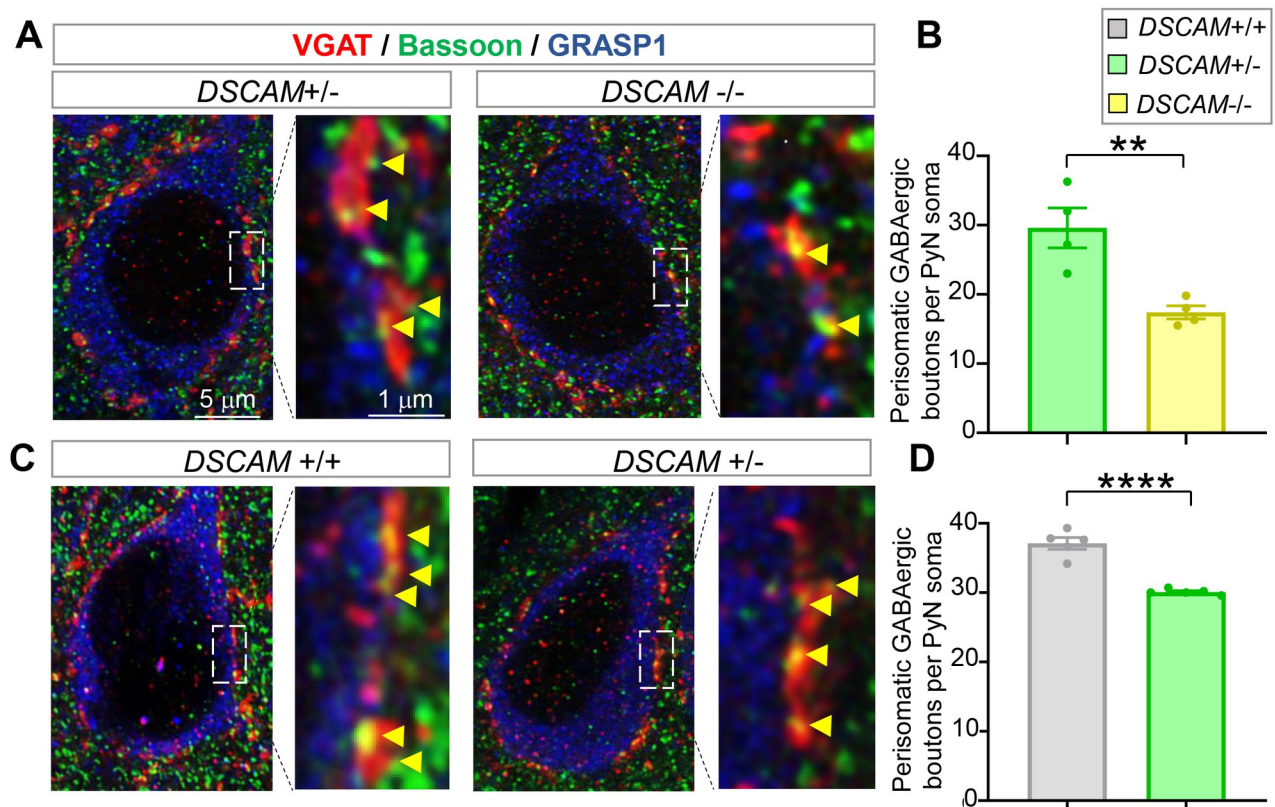 A
VGAT / Bassoon / GRASP1
DSCAM+/-
DSCAM -/-
5 μm
1 μm
B
DSCAM+/+
DSCAM+/-
DSCAM-/-
**
40
30
20
10
0
Perisomatic GABAergic
boutons per PyN soma
C
DSCAM +/+
DSCAM +/-
D
****
40
30
20
10
0
Perisomatic GABAergic
boutons per PyN soma